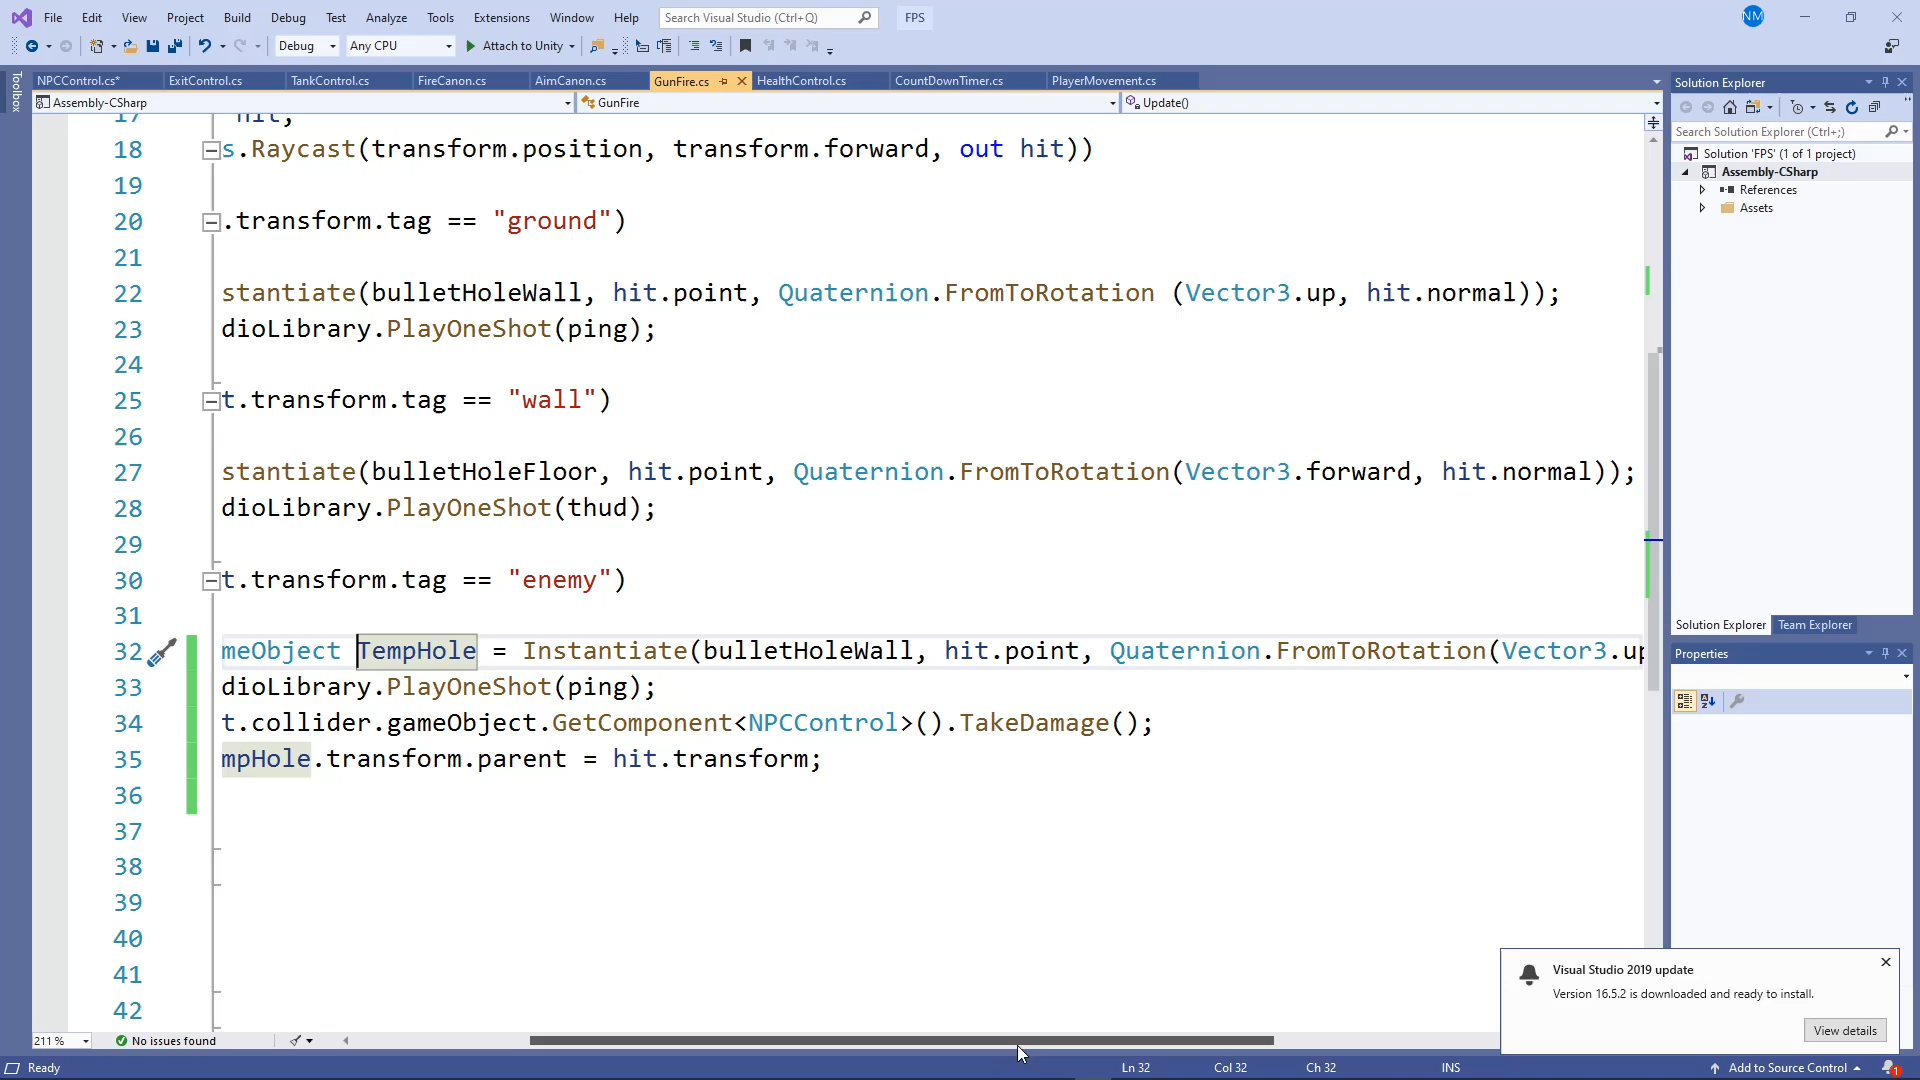 File Edit View Project Build Debug Test Analyze Tools Extensions Window Help Search Visual Studio (Ctrl+Q) FPS NM
Debug Any CPU Attach to Unity
Toolbox
NPCControl.cs* ExitControl.cs TankControl.cs FireCanon.cs AimCanon.cs GunFire.cs HealthControl.cs CountDownTimer.cs PlayerMovement.cs
Assembly-CSharp GunFire Update()
17 hit;
18 s.Raycast(transform.position, transform.forward, out hit))
19
20 .transform.tag == "ground")
21
22 stantiate(bulletHoleWall, hit.point, Quaternion.FromToRotation (Vector3.up, hit.normal));
23 dioLibrary.PlayOneShot(ping);
24
25 t.transform.tag == "wall")
26
27 stantiate(bulletHoleFloor, hit.point, Quaternion.FromToRotation(Vector3.forward, hit.normal));
28 dioLibrary.PlayOneShot(thud);
29
30 t.transform.tag == "enemy")
31
32 meObject TempHole = Instantiate(bulletHoleWall, hit.point, Quaternion.FromToRotation(Vector3.up
33 dioLibrary.PlayOneShot(ping);
34 t.collider.gameObject.GetComponent<NPCControl>().TakeDamage();
35 mpHole.transform.parent = hit.transform;
36
37
38
39
40
41
42
211 % No issues found
Ready Ln 32 Col 32 Ch 32 INS Add to Source Control 1
Solution Explorer
Search Solution Explorer (Ctrl+;)
Solution 'FPS' (1 of 1 project)
Assembly-CSharp
References
Assets
Solution Explorer Team Explorer
Properties
Visual Studio 2019 update
Version 16.5.2 is downloaded and ready to install.
View details